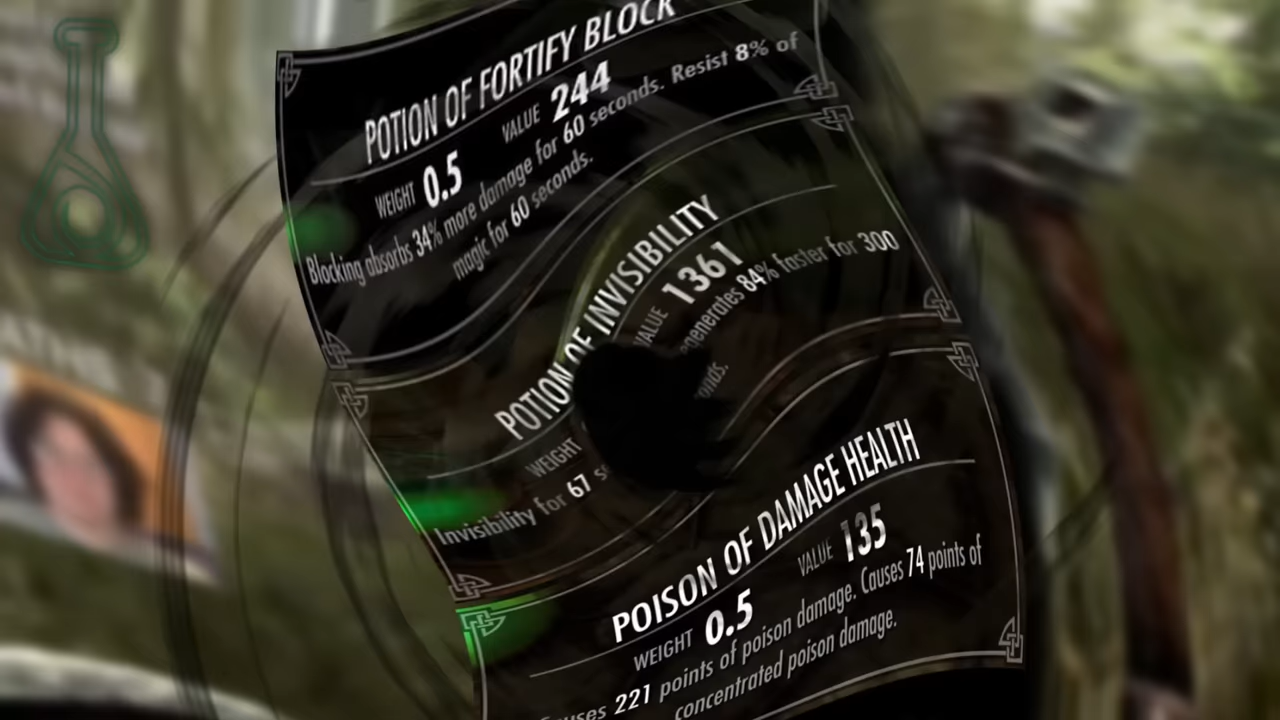 POTION OF FORTIFY BLOCK
WEIGHT 0.5 VALUE 244
Blocking absorbs 34% more damage for 60 seconds. Resist 8% of
magic for 60 seconds.
POTION OF INVISIBILITY
WEIGHT VALUE 1361
Invisibility for 67 faster for 300
84%
POISON OF DAMAGE HEALTH
WEIGHT 0.5 VALUE 135
221 points of poison damage. Causes 74 points of
concentrated poison damage.